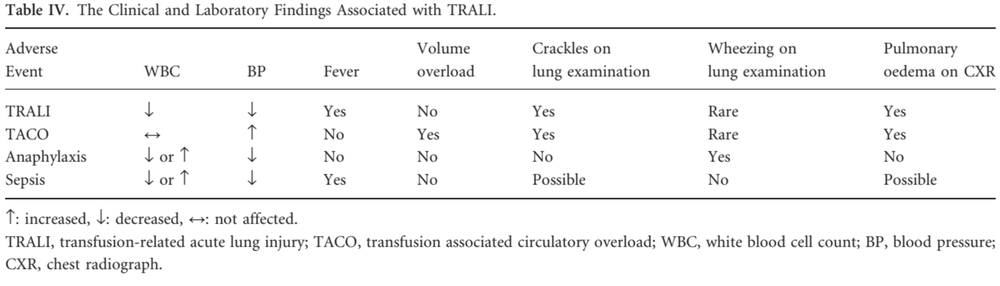 Table IV. The Clinical and Laboratory Findings Associated with TRALI.
Adverse Event WBC BP Fever Volume overload Crackles on lung examination Wheezing on lung examination Pulmonary oedema on CXR
TRALI ↓ ↓ Yes No Yes Rare Yes
TACO ↔ ↑ No Yes Yes Rare Yes
Anaphylaxis ↓ or ↑ ↓ No No No Yes No
Sepsis ↓ or ↑ ↓ Yes No Possible No Possible
↑: increased, ↓: decreased, ↔: not affected.
TRALI, transfusion-related acute lung injury; TACO, transfusion associated circulatory overload; WBC, white blood cell count; BP, blood pressure;
CXR, chest radiograph.